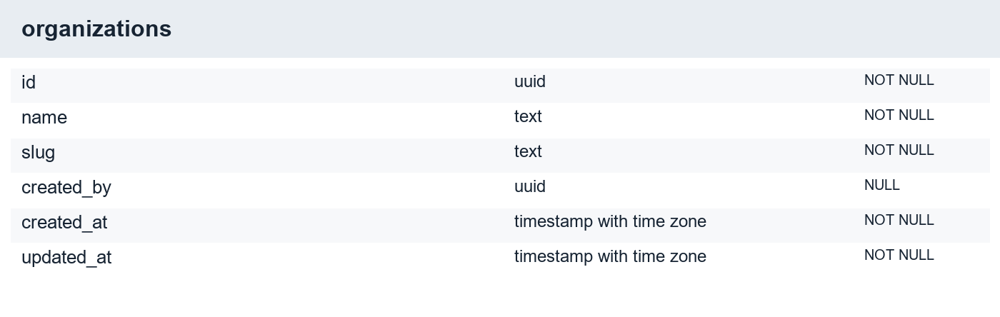 organizations
id uuid NOT NULL
name text NOT NULL
slug text NOT NULL
created_by uuid NULL
created_at timestamp with time zone NOT NULL
updated_at timestamp with time zone NOT NULL